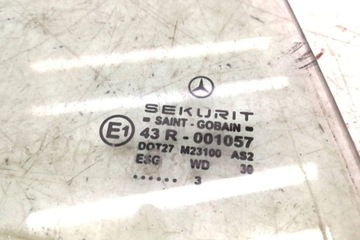 SEKURIT
SAINT-GOBAIN
E1 43 R-001057
DOT27 M23100 AS2
ESG WD 30
...... 3